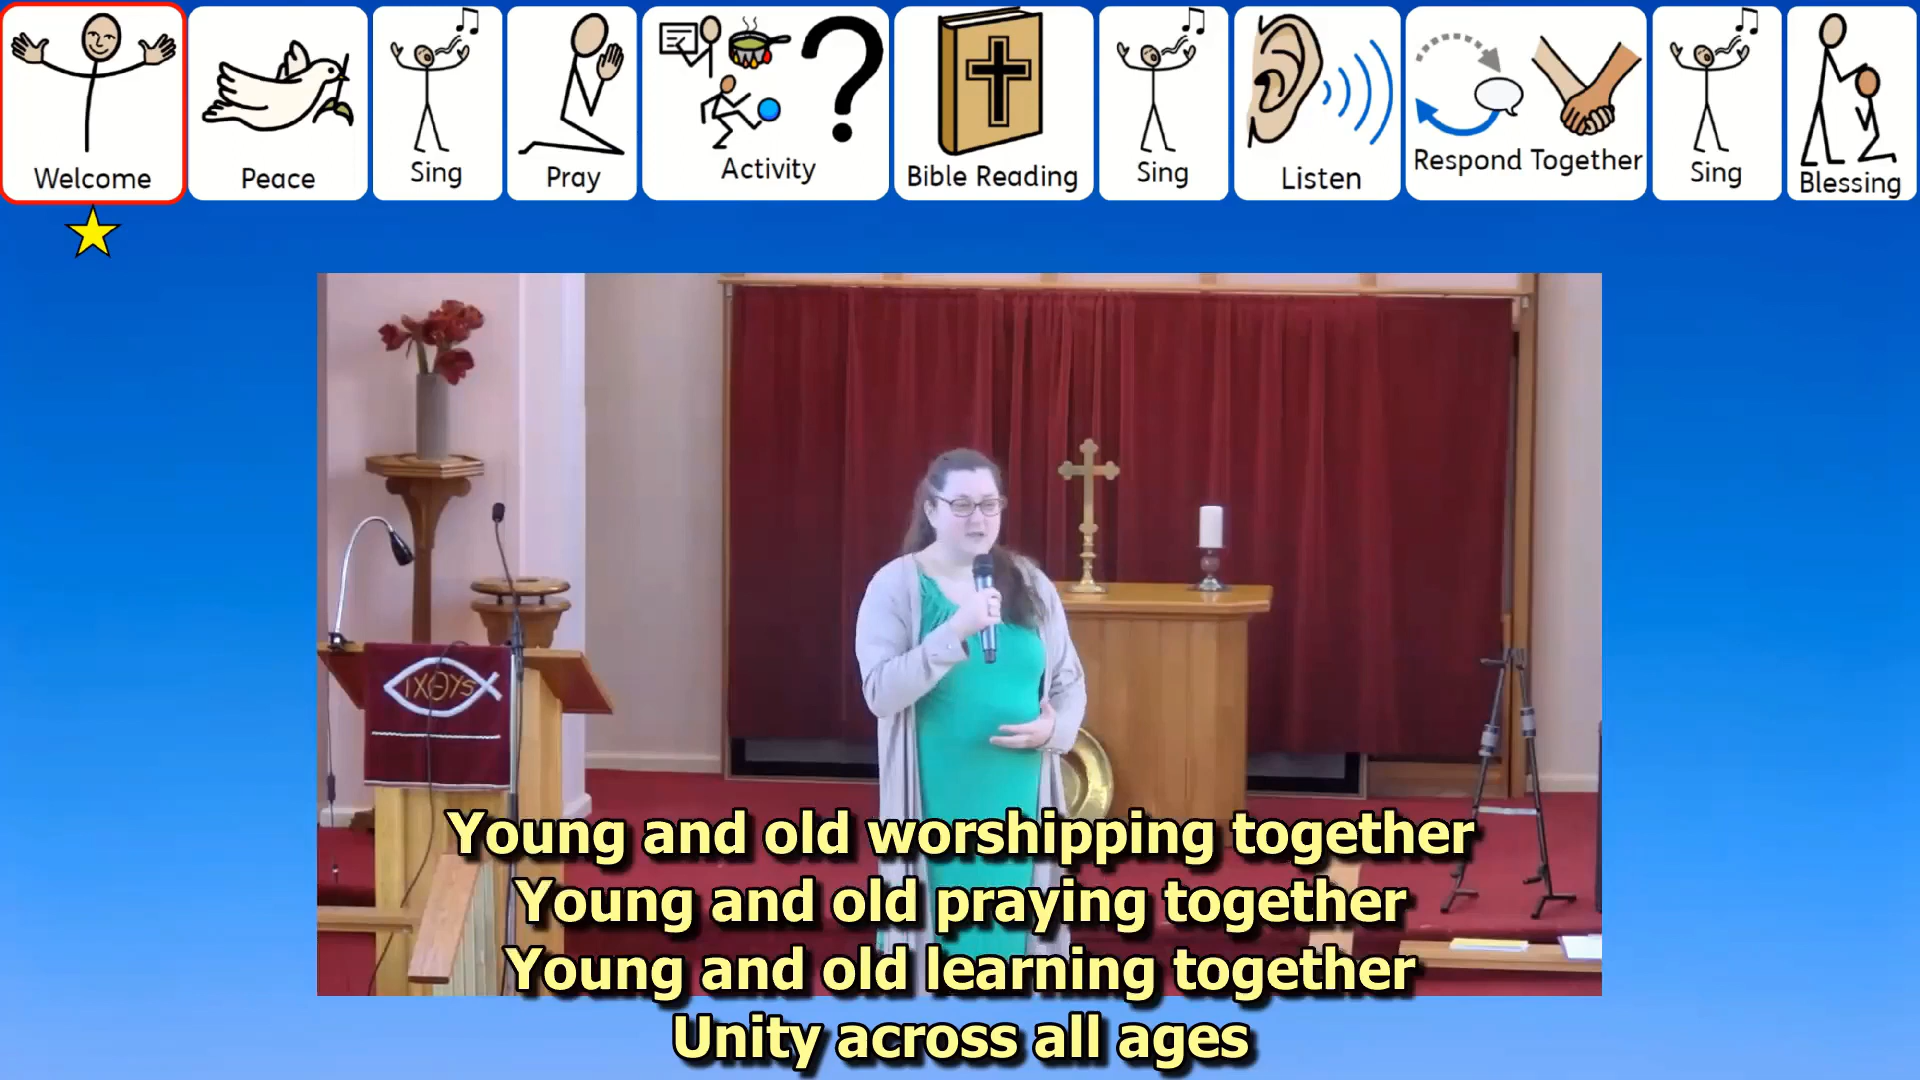 Welcome
Peace
Sing
Pray
Activity
Bible Reading
Sing
Listen
Respond Together
Sing
Blessing
ΙΧΘΥΣ
Young and old worshipping together
Young and old praying together
Young and old learning together
Unity across all ages